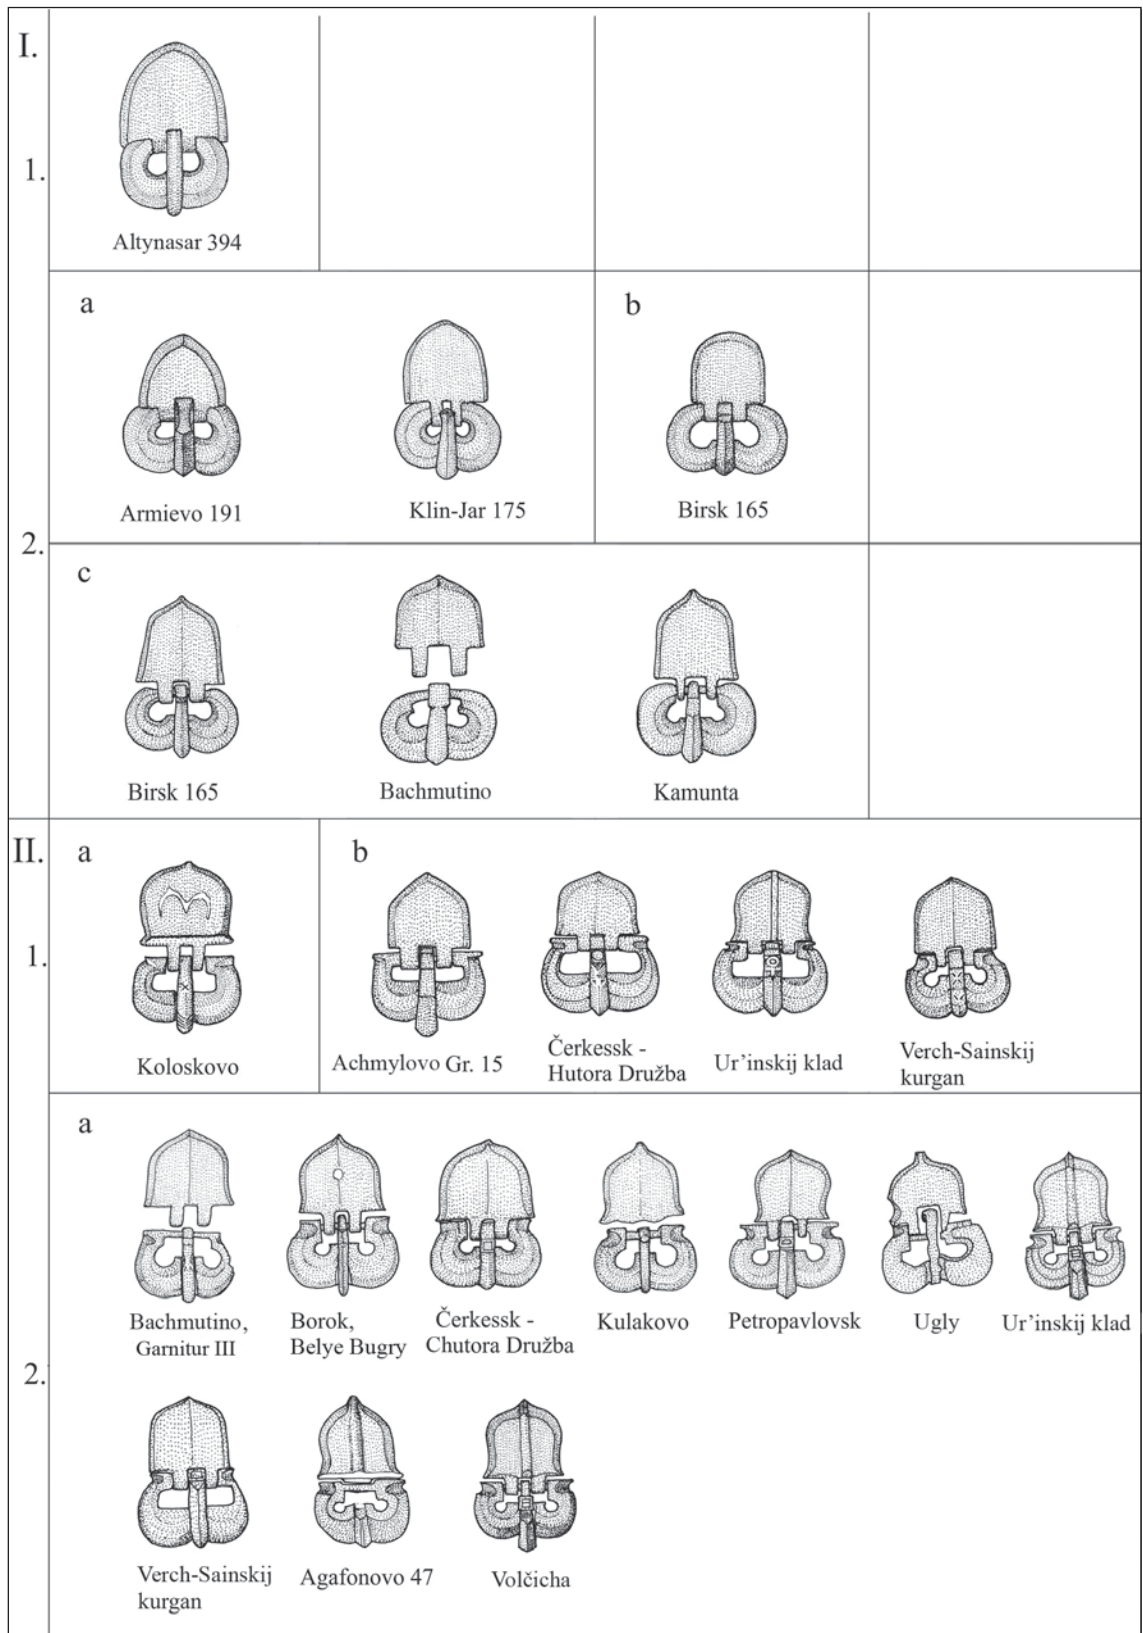 I.
1.
Altynasar 394
a
b
Armievo 191
Klin-Jar 175
Birsk 165
2.
c
Birsk 165
Bachmutino
Kamunta
II.
a
b
1.
Koloskovo
Achmylovo Gr. 15
Čerkessk -
Hutora Družba
Ur’inskij klad
Verch-Sainskij
kurgan
a
Bachmutino,
Garnitur III
Borok,
Belye Bugry
Čerkessk -
Chutora Družba
Kulakovo
Petropavlovsk
Ugly
Ur’inskij klad
2.
Verch-Sainskij
kurgan
Agafonovo 47
Volčicha